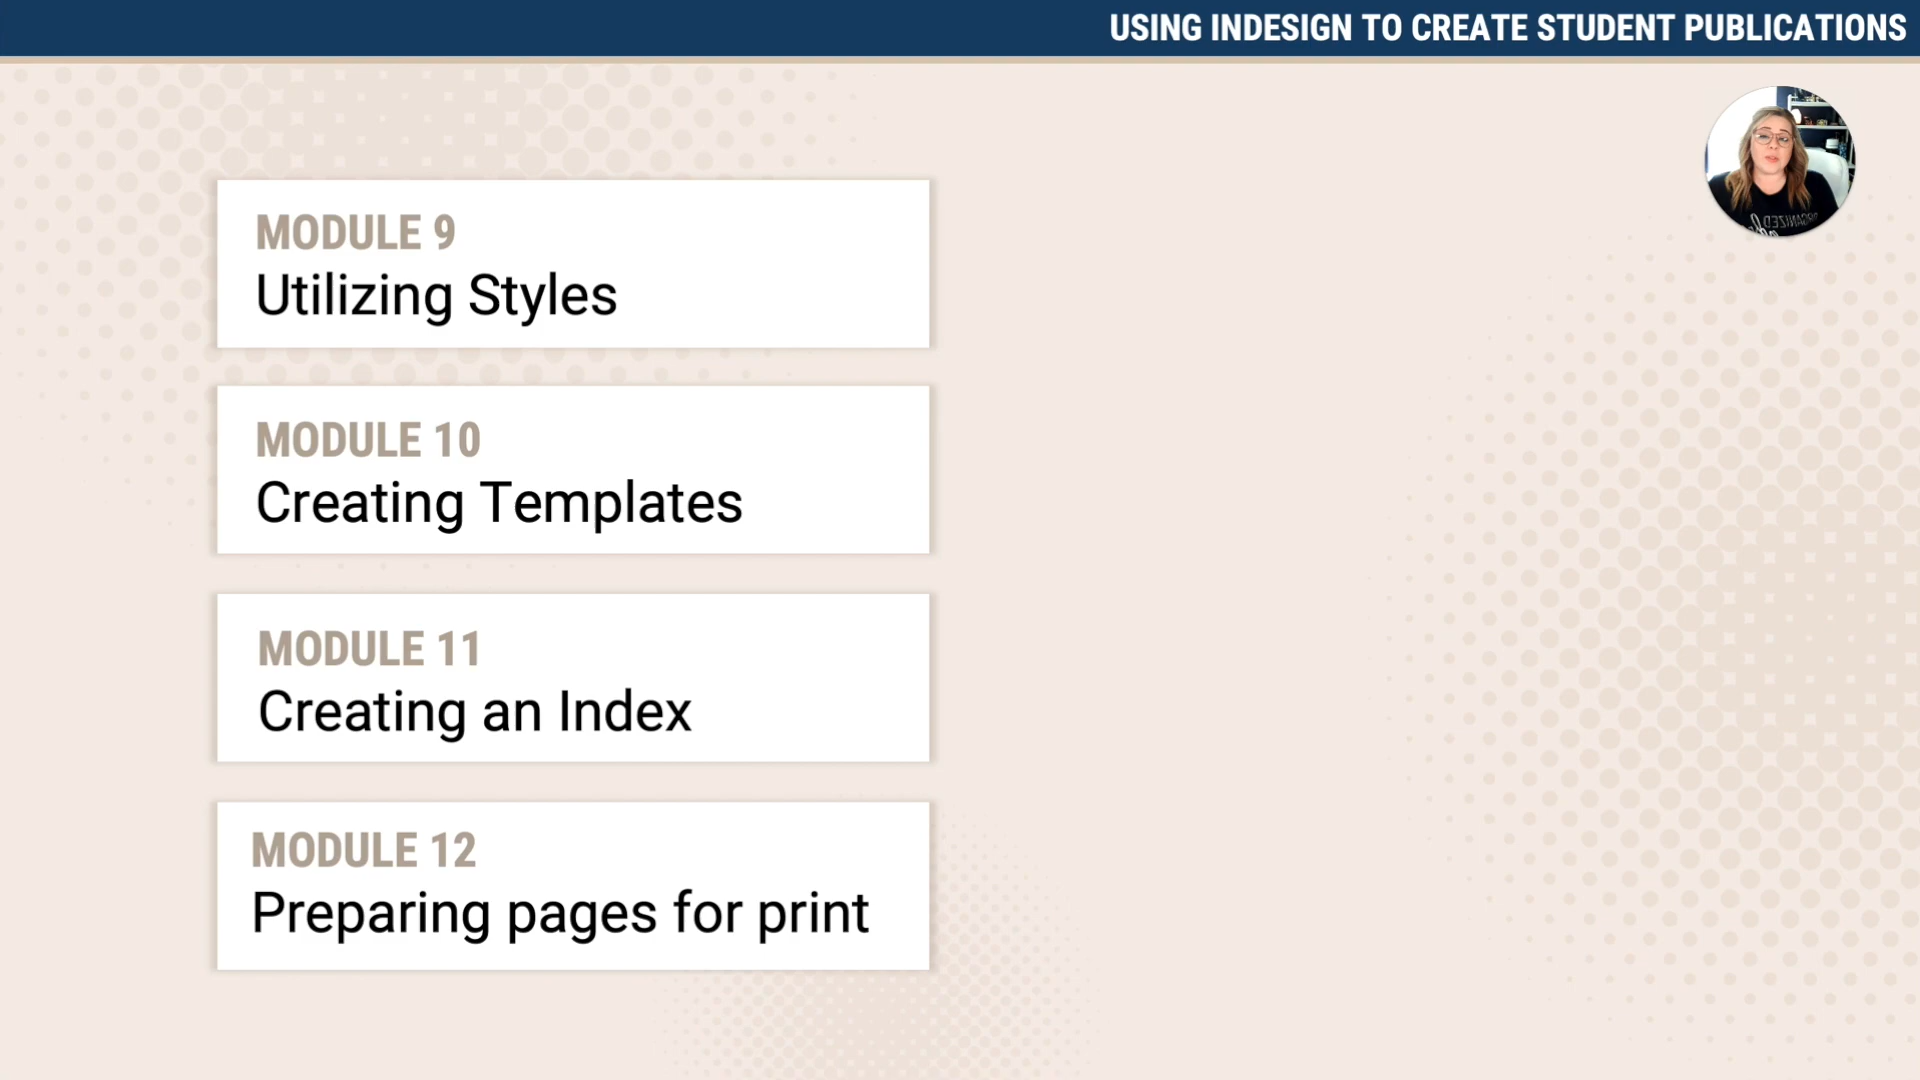 USING INDESIGN TO CREATE STUDENT PUBLICATIONS
MODULE 9
Utilizing Styles
MODULE 10
Creating Templates
MODULE 11
Creating an Index
MODULE 12
Preparing pages for print